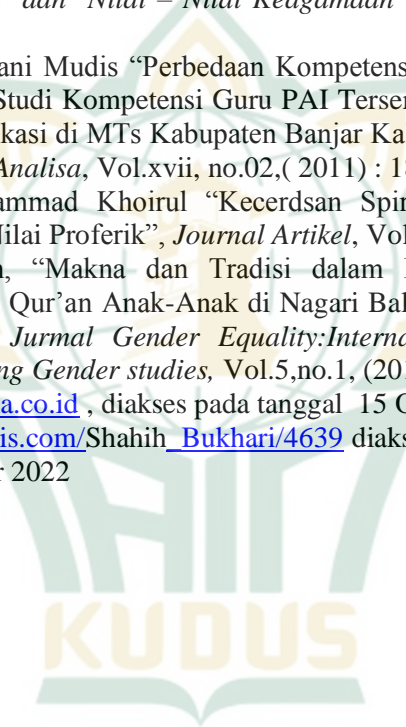 dan "Nilai – Nilai Keagamaan
ani Mudis "Perbedaan Kompetens
Studi Kompetensi Guru PAI Terser
kasi di MTs Kabupaten Banjar Ka
Analisa, Vol.xvii, no.02,( 2011) : 18
ammad Khoirul "Kecerdsan Spir
Nilai Proferik", Journal Artikel, Vol
n, "Makna dan Tradisi dalam
Qur'an Anak-Anak di Nagari Bal
Jurmal Gender Equality:Interna
ng Gender studies, Vol.5,no.1, (201
a.co.id , diakses pada tanggal 15 O
is.com/Shahih_Bukhari/4639 diaks
r 2022
KUDUS